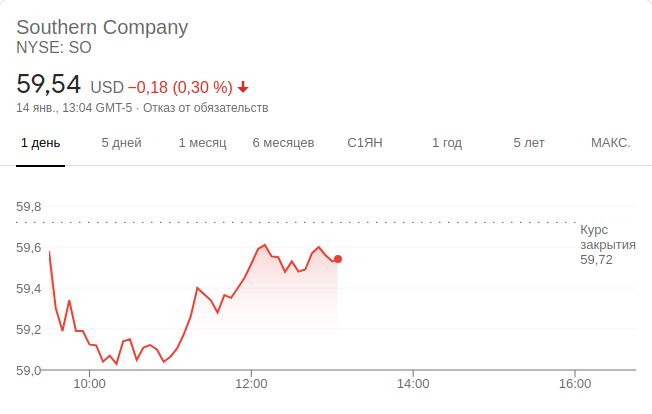 Southern Company
NYSE: SO
59,54 USD −0,18 (0,30 %)
14 янв., 13:04 GMT-5 · Отказ от обязательств
1 день 5 дней 1 месяц 6 месяцев С1ЯН 1 год 5 лет МАКС.
59,8
Курс
закрытия
59,72
59,6
59,4
59,2
59,0
10:00 12:00 14:00 16:00